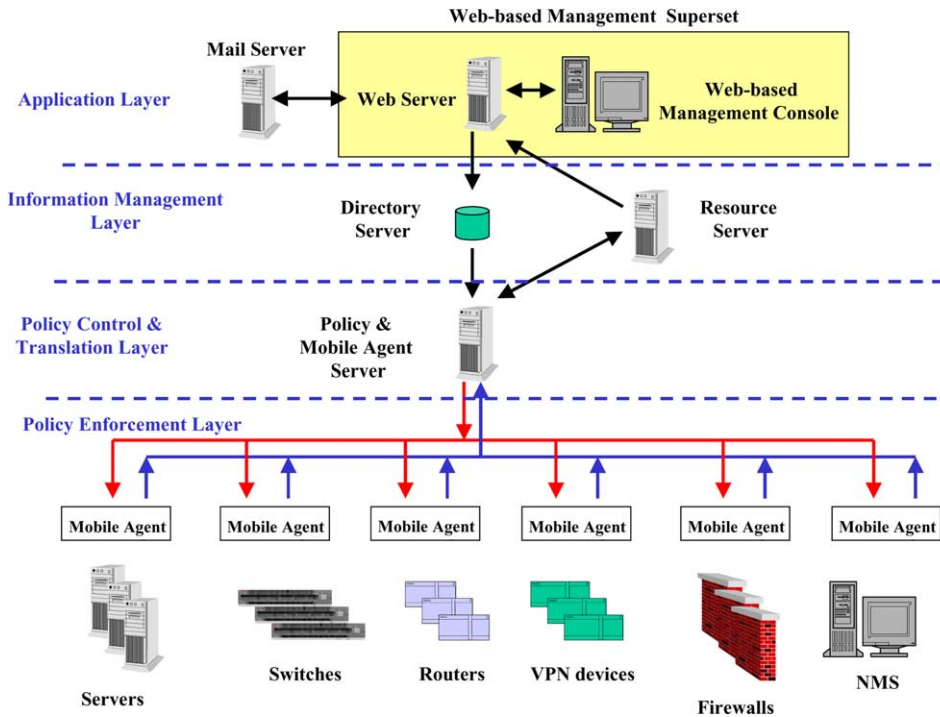 Web-based Management Superset
Mail Server
Application Layer
Web Server
Web-based
Management Console
Information Management
Layer
Directory
Server
Resource
Server
Policy Control &
Translation Layer
Policy &
Mobile Agent
Server
Policy Enforcement Layer
Mobile Agent
Mobile Agent
Mobile Agent
Mobile Agent
Mobile Agent
Mobile Agent
Servers
Switches
Routers
VPN devices
Firewalls
NMS